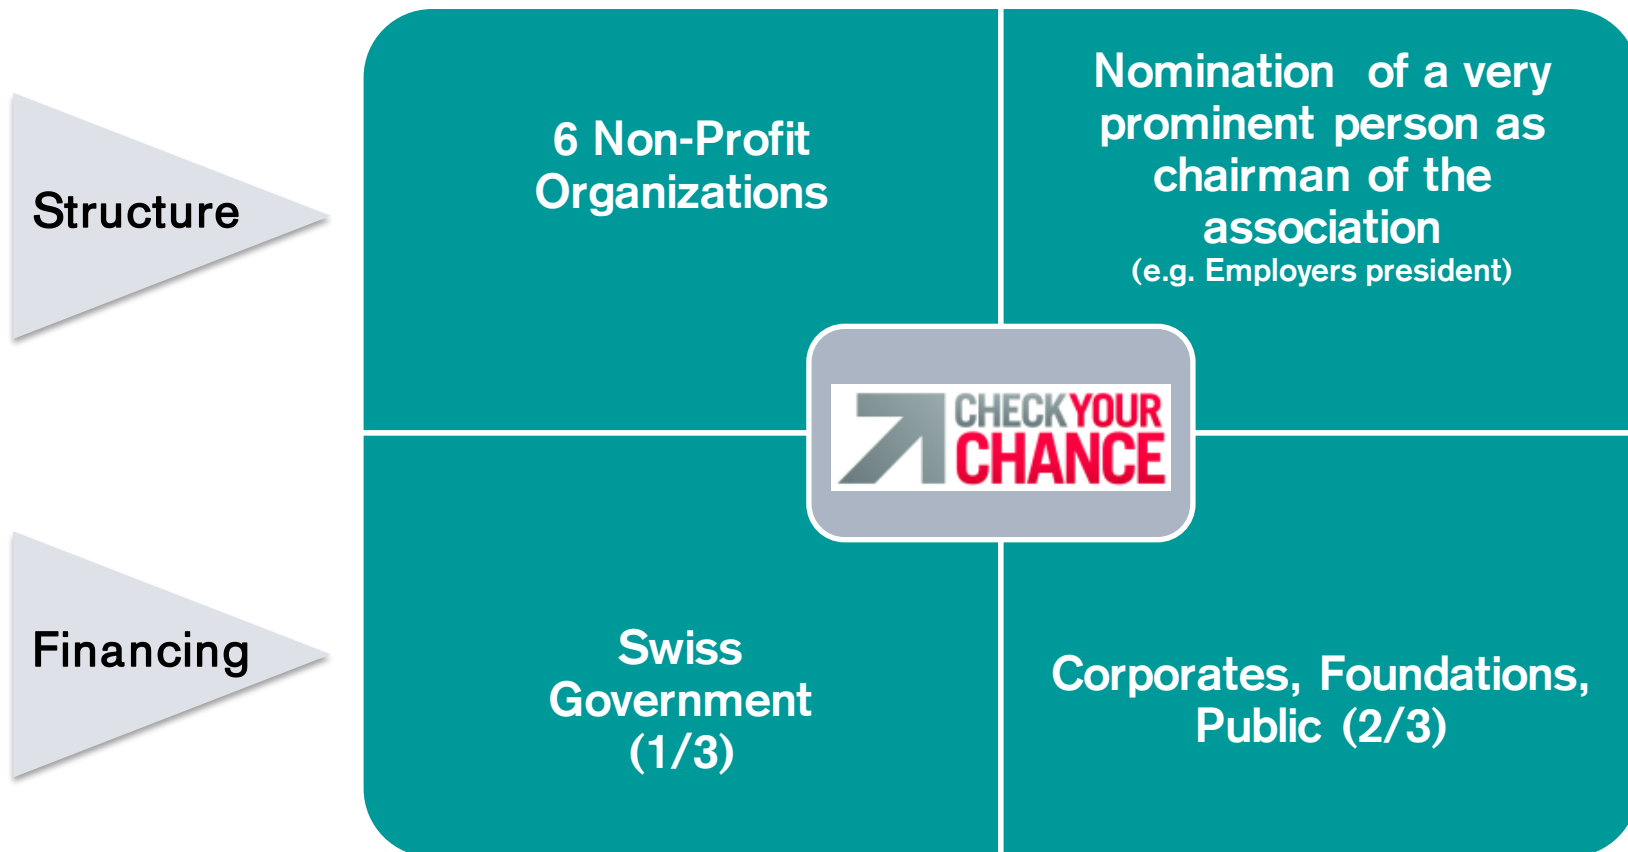 Structure
6 Non-Profit
Organizations
Nomination of a very
prominent person as
chairman of the
association
(e.g. Employers president)
CHECK YOUR
CHANCE
Financing
Swiss
Government
(1/3)
Corporates, Foundations,
Public (2/3)